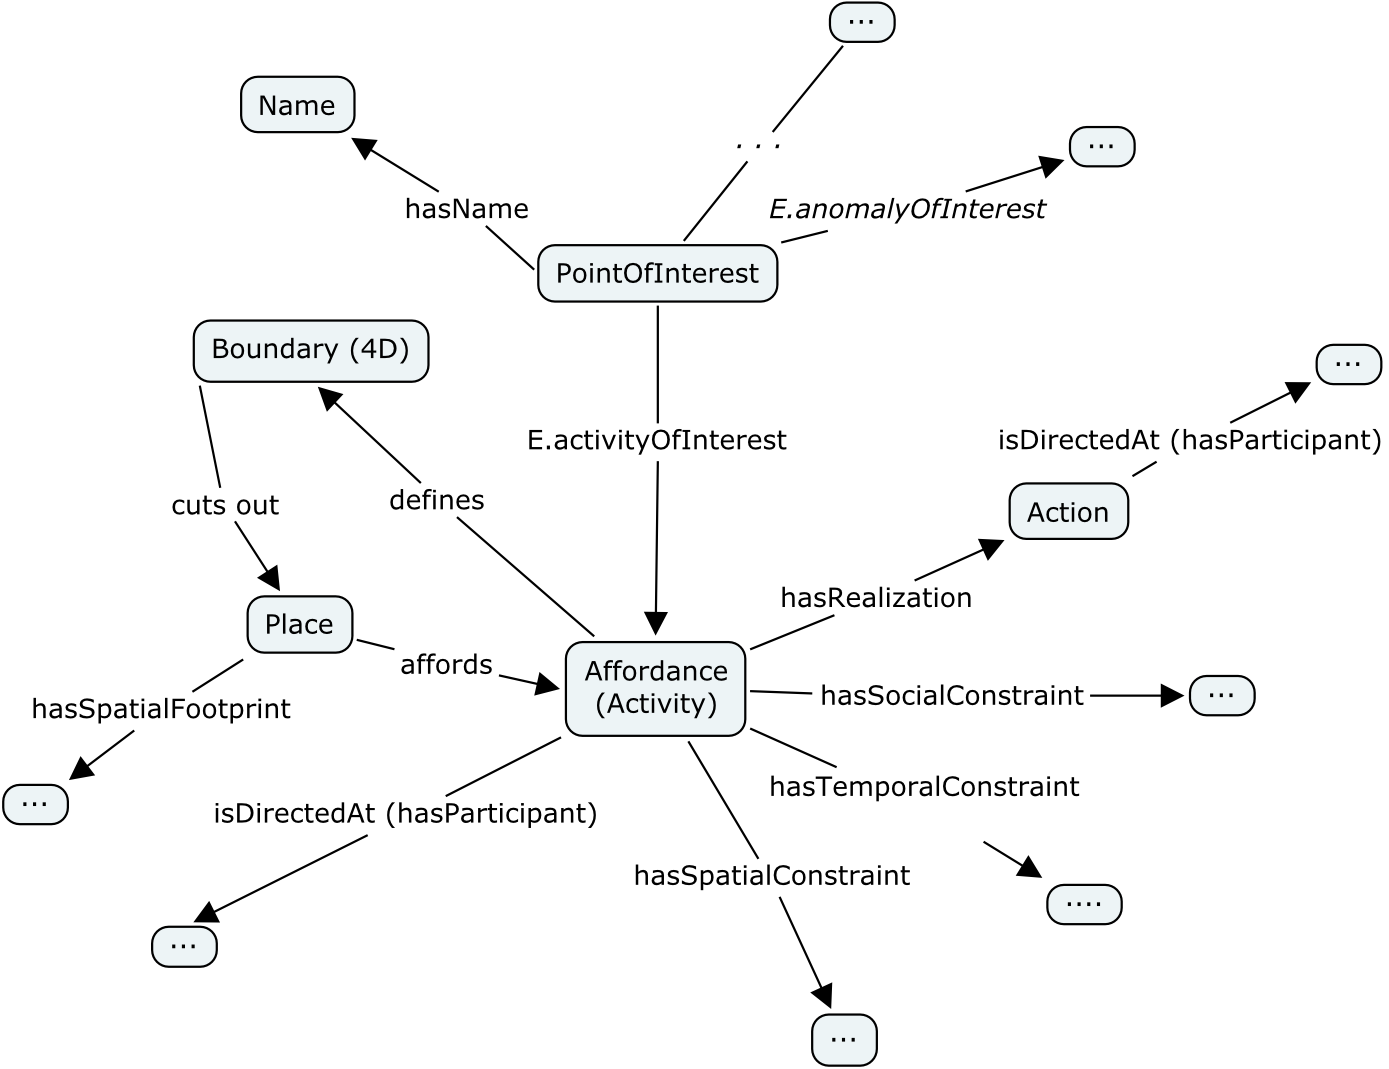 ...
Name
. . .
...
hasName
E.anomalyOfInterest
PointOfInterest
Boundary (4D)
...
E.activityOfInterest
isDirectedAt (hasParticipant)
defines
cuts out
Action
hasRealization
Place
affords
Affordance
(Activity)
hasSocialConstraint
...
hasSpatialFootprint
hasTemporalConstraint
...
isDirectedAt (hasParticipant)
hasSpatialConstraint
....
...
...